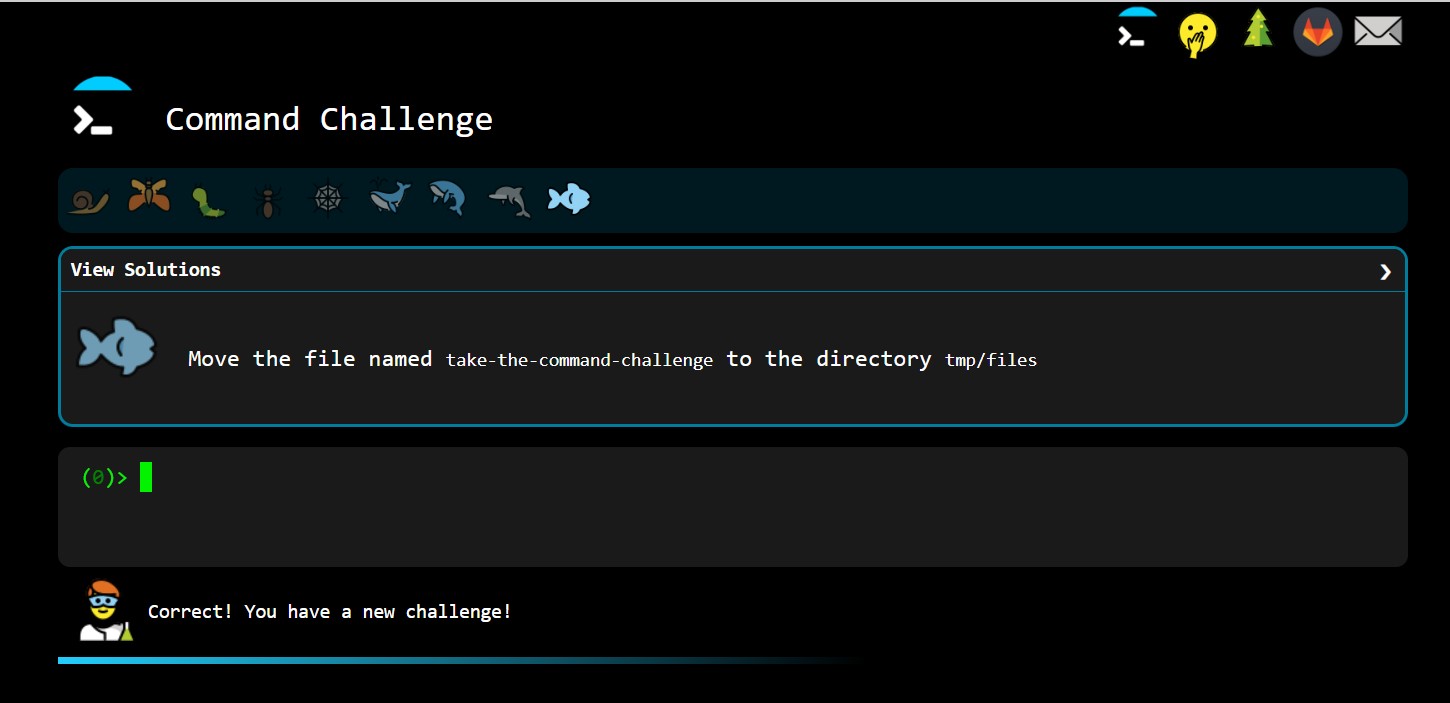 Command Challenge
View Solutions
Move the file named take-the-command-challenge to the directory tmp/files
(0)>
Correct! You have a new challenge!